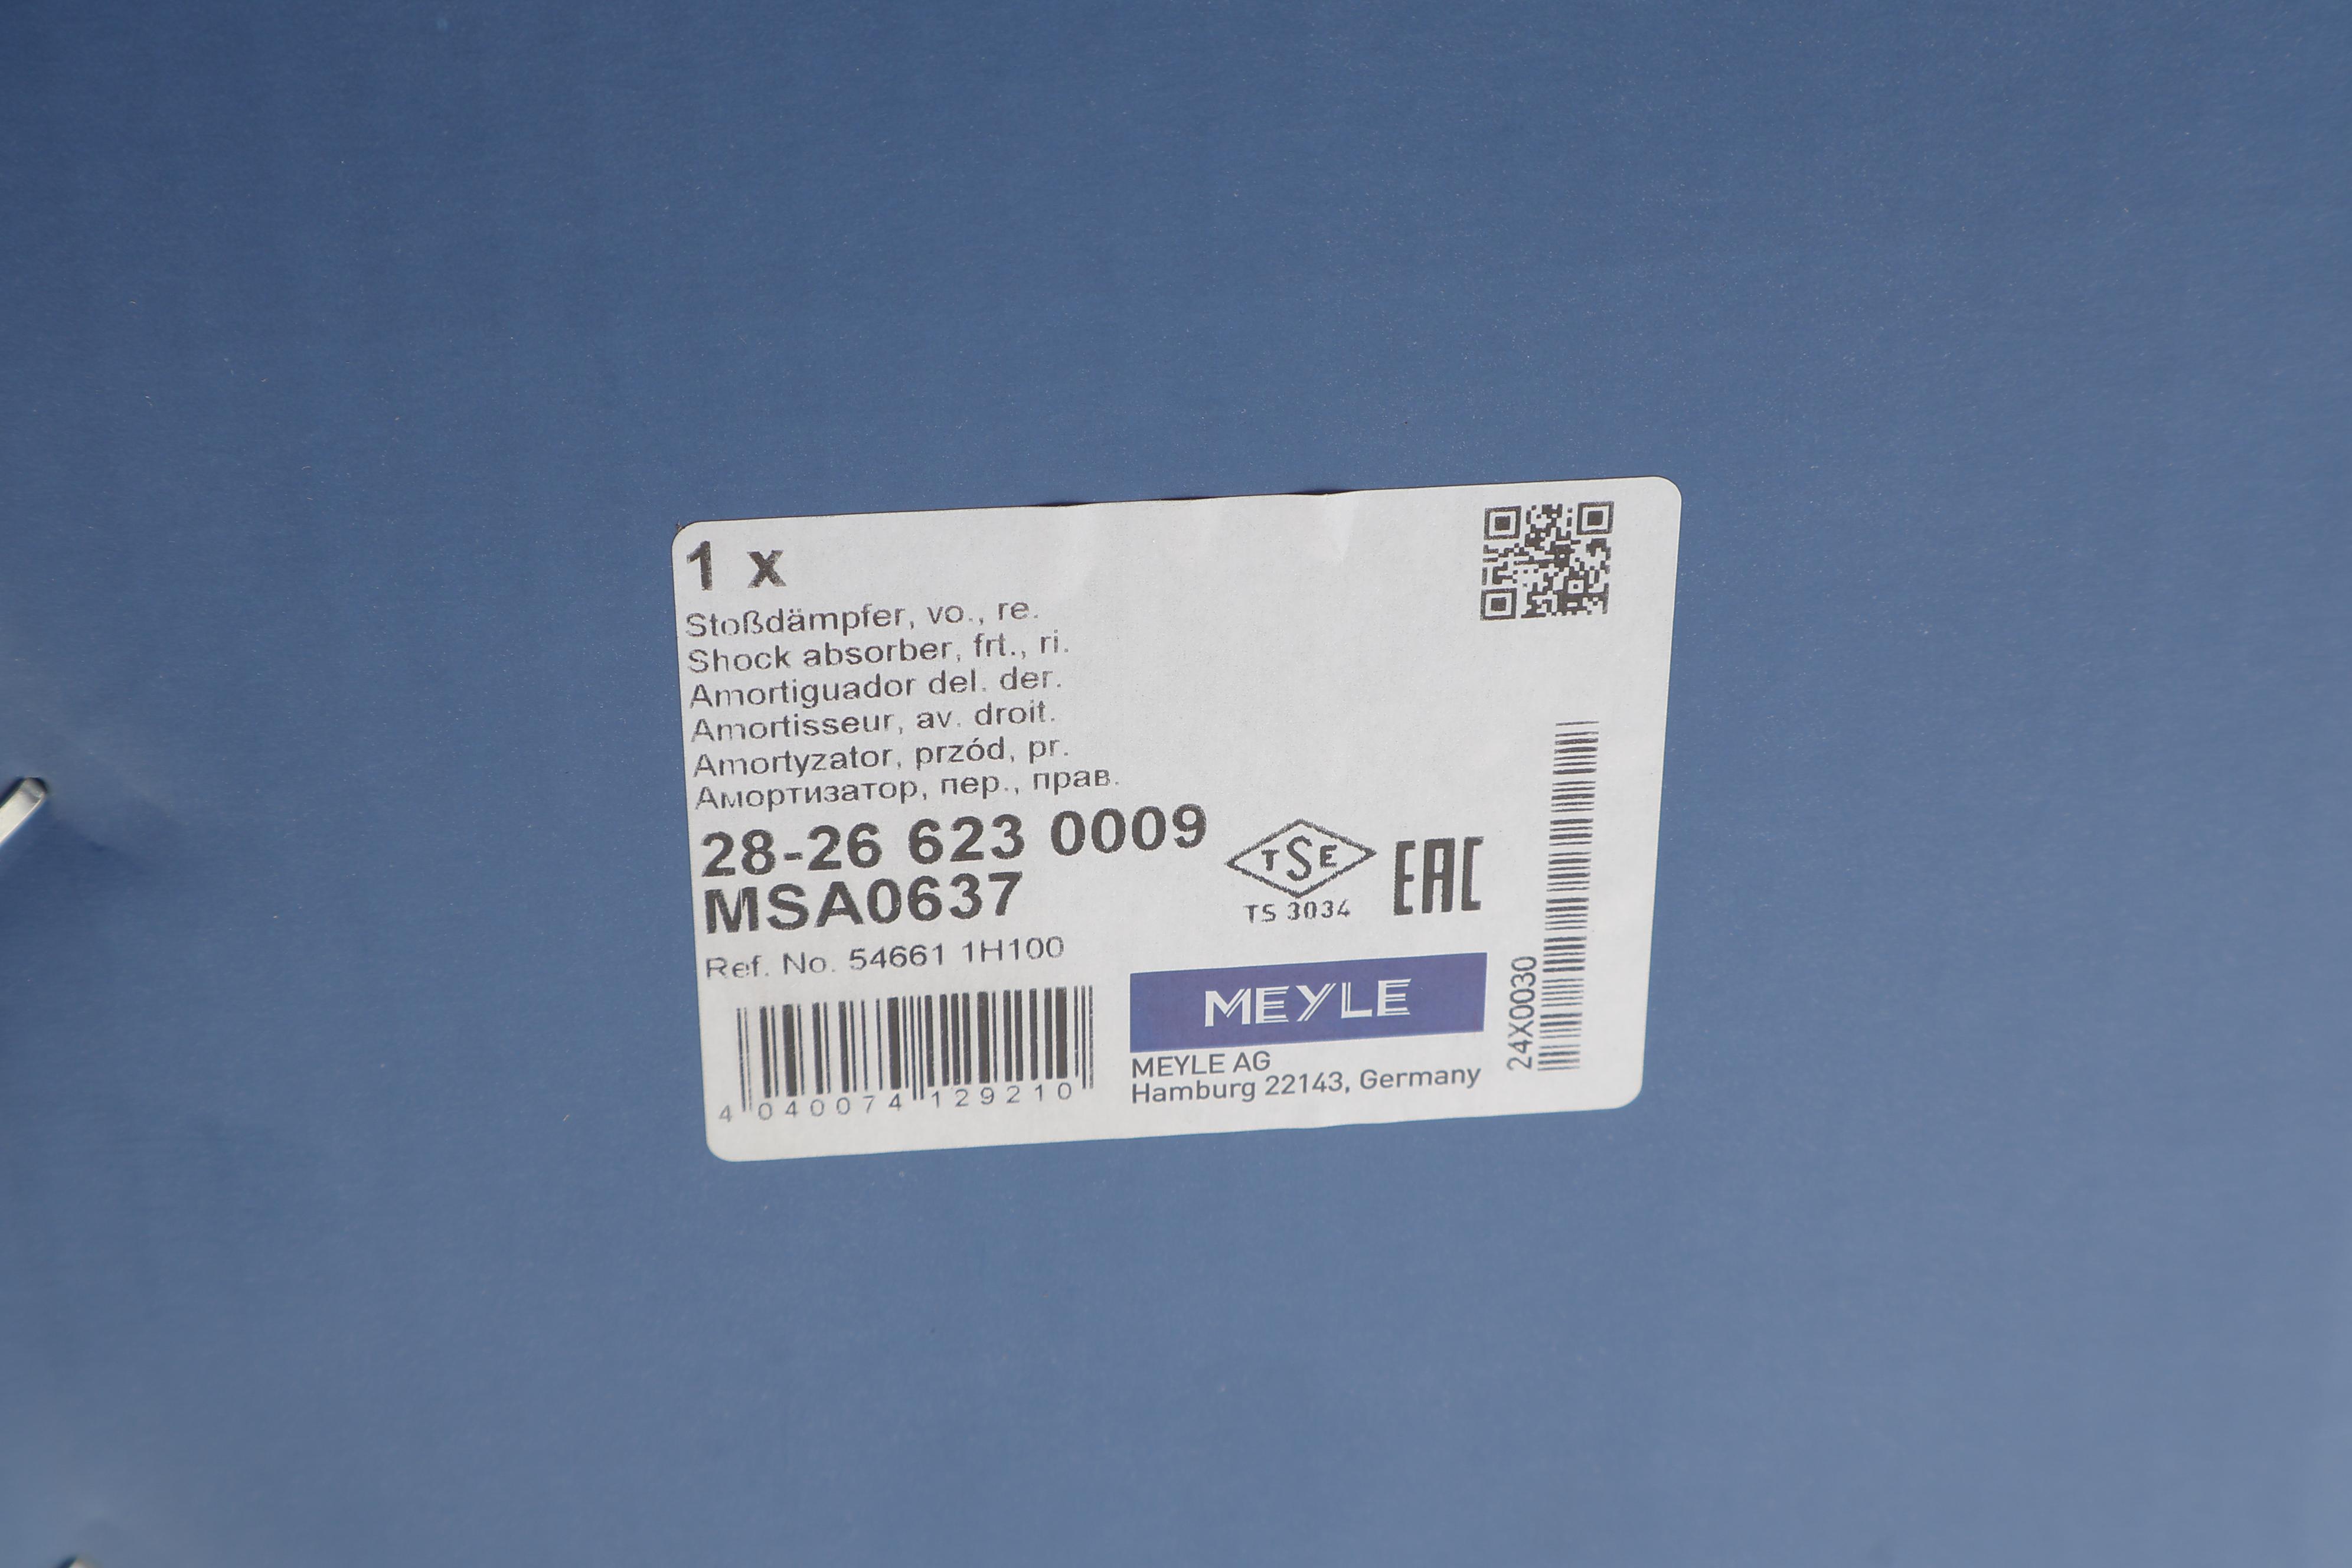 1 x
Stoßdämpfer, vo., re.
Shock absorber, frt., ri.
Amortiguador del. der.
Amortisseur, av. droit.
Amortyzator, przód, pr.
Амортизатор, пер., прав.
28-26 623 0009
MSA0637
TSE
TS 3034
EAC
Ref. No. 54661 1H100
4 040074 129210
MEYLE
MEYLE AG
Hamburg 22143, Germany
24X0030